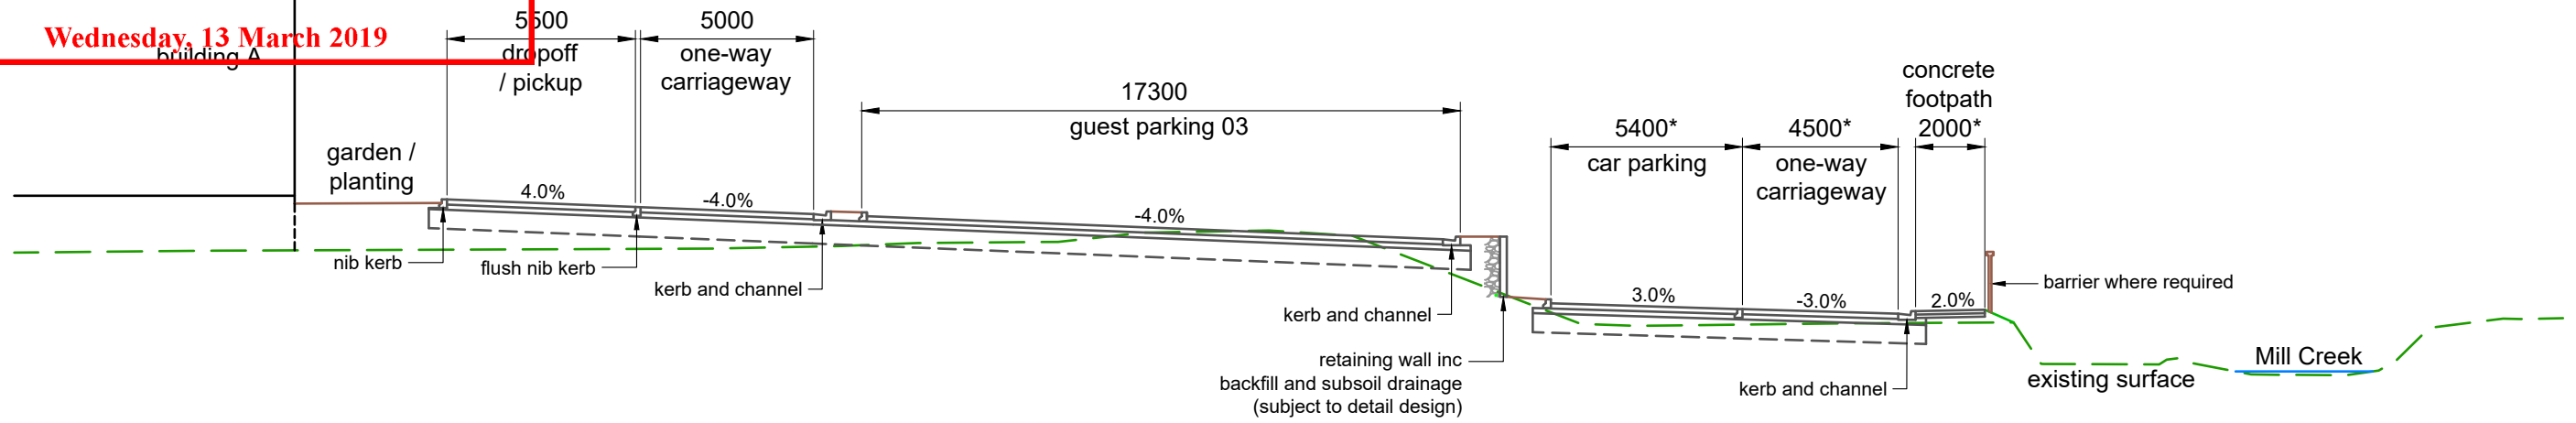 Wednesday, 13 March 2019
building A
5500
dropoff
/ pickup
5000
one-way
carriageway
17300
guest parking 03
5400*
car parking
4500*
one-way
carriageway
concrete
footpath
2000*
garden /
planting
4.0%
-4.0%
-4.0%
3.0%
-3.0%
2.0%
nib kerb
flush nib kerb
kerb and channel
kerb and channel
retaining wall inc
backfill and subsoil drainage
(subject to detail design)
kerb and channel
barrier where required
existing surface
Mill Creek